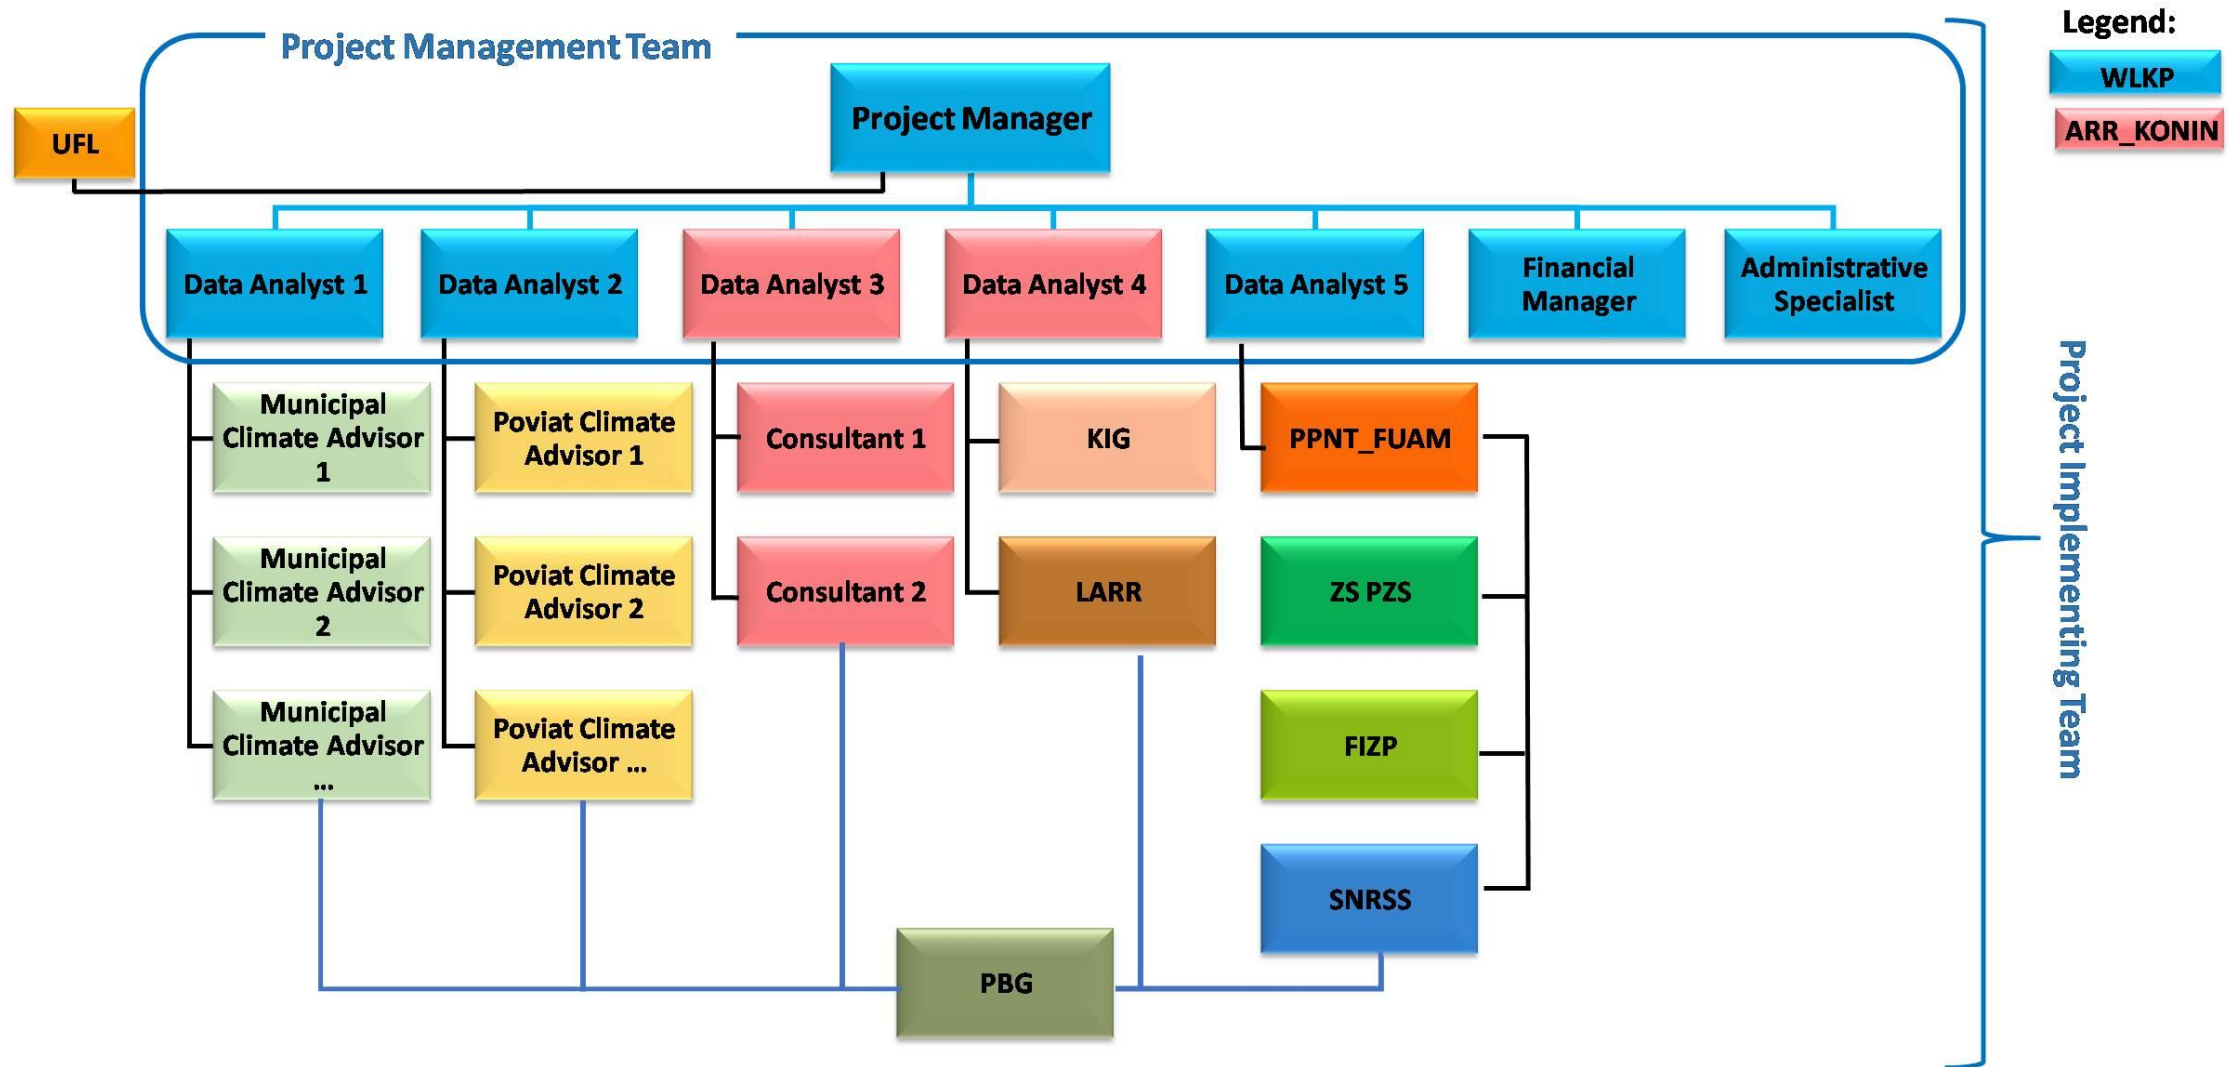 Project Management Team
Legend:
WLKP
ARR_KONIN
UFL
Project Manager
Data Analyst 1
Data Analyst 2
Data Analyst 3
Data Analyst 4
Data Analyst 5
Financial
Manager
Administrative
Specialist
Municipal
Climate Advisor
1
Poviat Climate
Advisor 1
Consultant 1
KIG
PPNT_FUAM
Municipal
Climate Advisor
2
Poviat Climate
Advisor 2
Consultant 2
LARR
ZS PZS
Municipal
Climate Advisor
...
Poviat Climate
Advisor ...
FIZP
SNRSS
PBG
Project Implementing Team